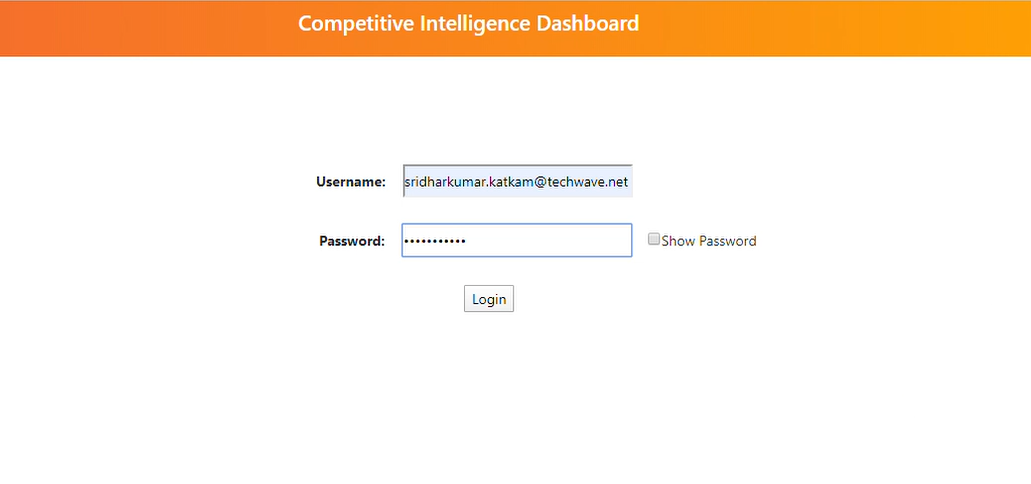 Competitive Intelligence Dashboard
Username: sridharkumar.katkam@techwave.net
Password: ••••••••••• Show Password
Login